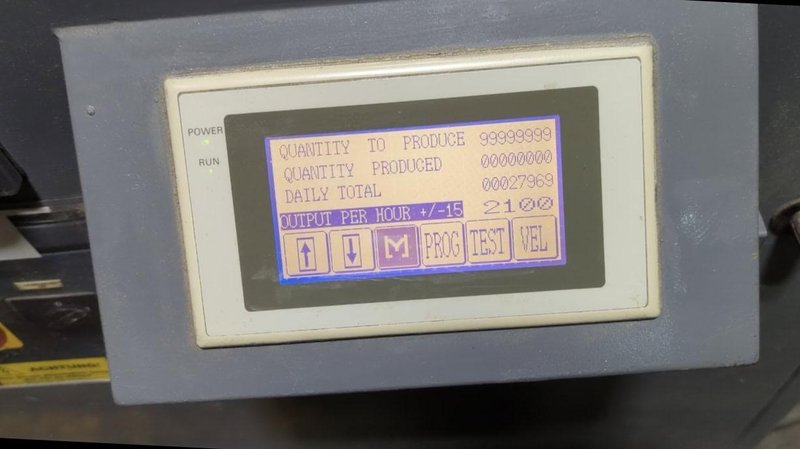 POWER
RUN
QUANTITY TO PRODUCE 99999999
QUANTITY PRODUCED 00000000
DAILY TOTAL 00027969
OUTPUT PER HOUR +/-15 2100
M PROG TEST VEL
ACHTUNG!